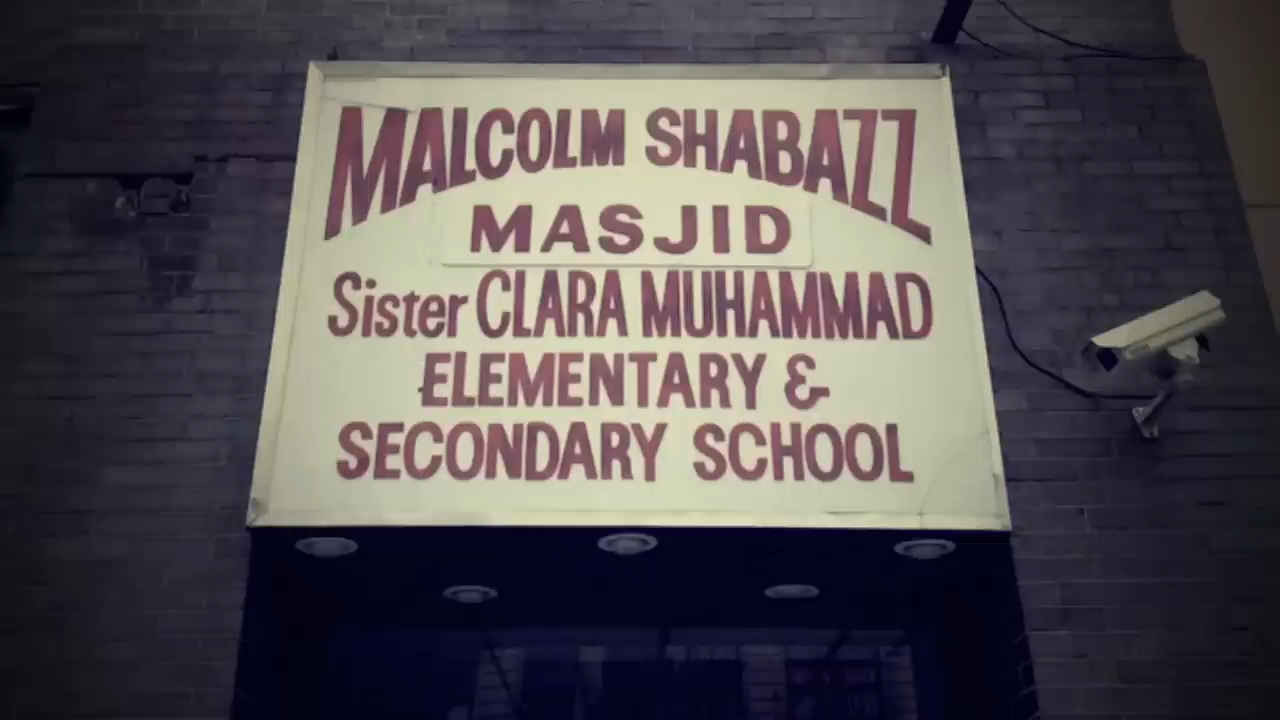 MALCOLM SHABAZZ
MASJID
Sister CLARA MUHAMMAD
ELEMENTARY &
SECONDARY SCHOOL